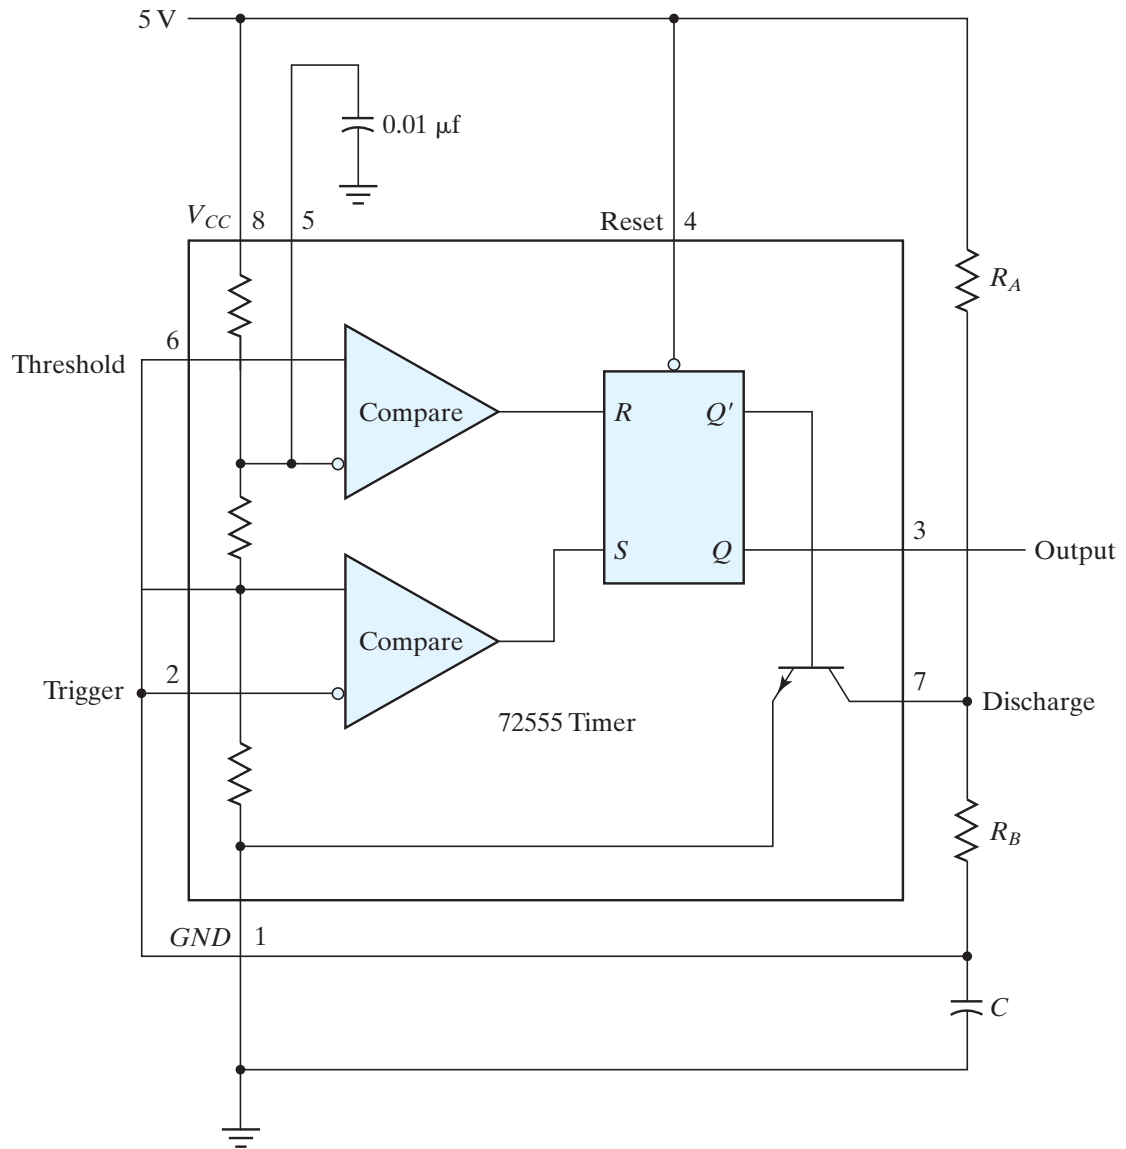 5 V
0.01 μf
V_CC 8 5
Reset 4
R_A
6
Threshold
Compare
R Q′
3
S Q
Output
2
Compare
Trigger
7
Discharge
72555 Timer
R_B
GND 1
C